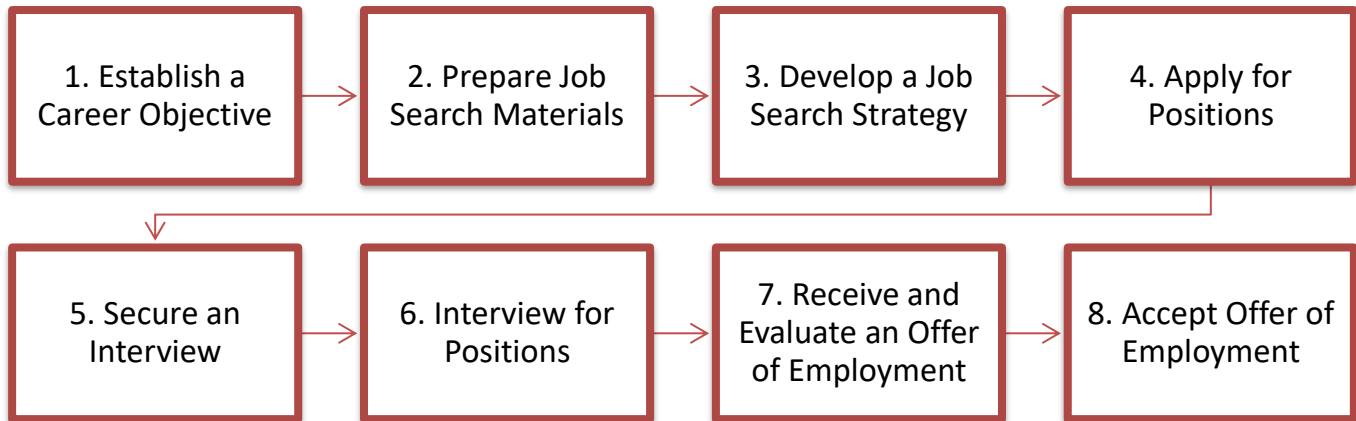 1. Establish a
Career Objective
2. Prepare Job
Search Materials
3. Develop a Job
Search Strategy
4. Apply for
Positions
5. Secure an
Interview
6. Interview for
Positions
7. Receive and
Evaluate an Offer
of Employment
8. Accept Offer of
Employment